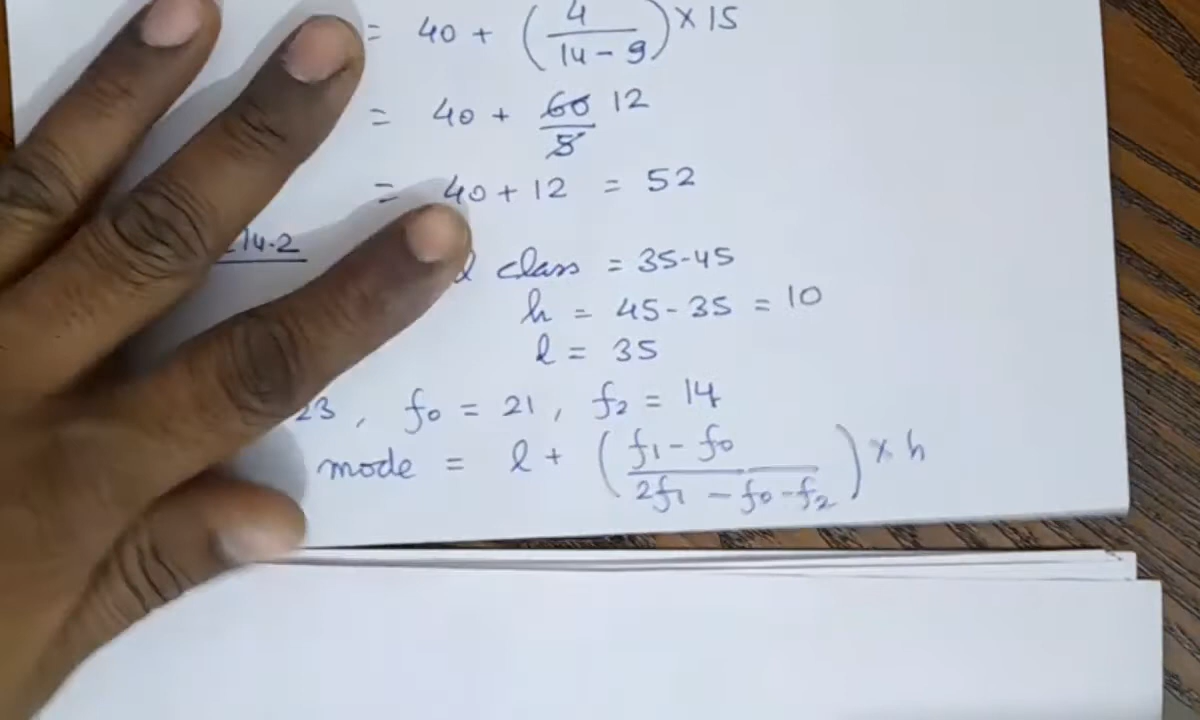 = 40 + (4/14-9) × 15
= 40 + 60/5 12
= 40 + 12 = 52
14.2
class = 35-45
h = 45-35 = 10
l = 35
23, f0 = 21, f2 = 14
mode = l + (f1 - f0/2f1 - f0 - f2) × h